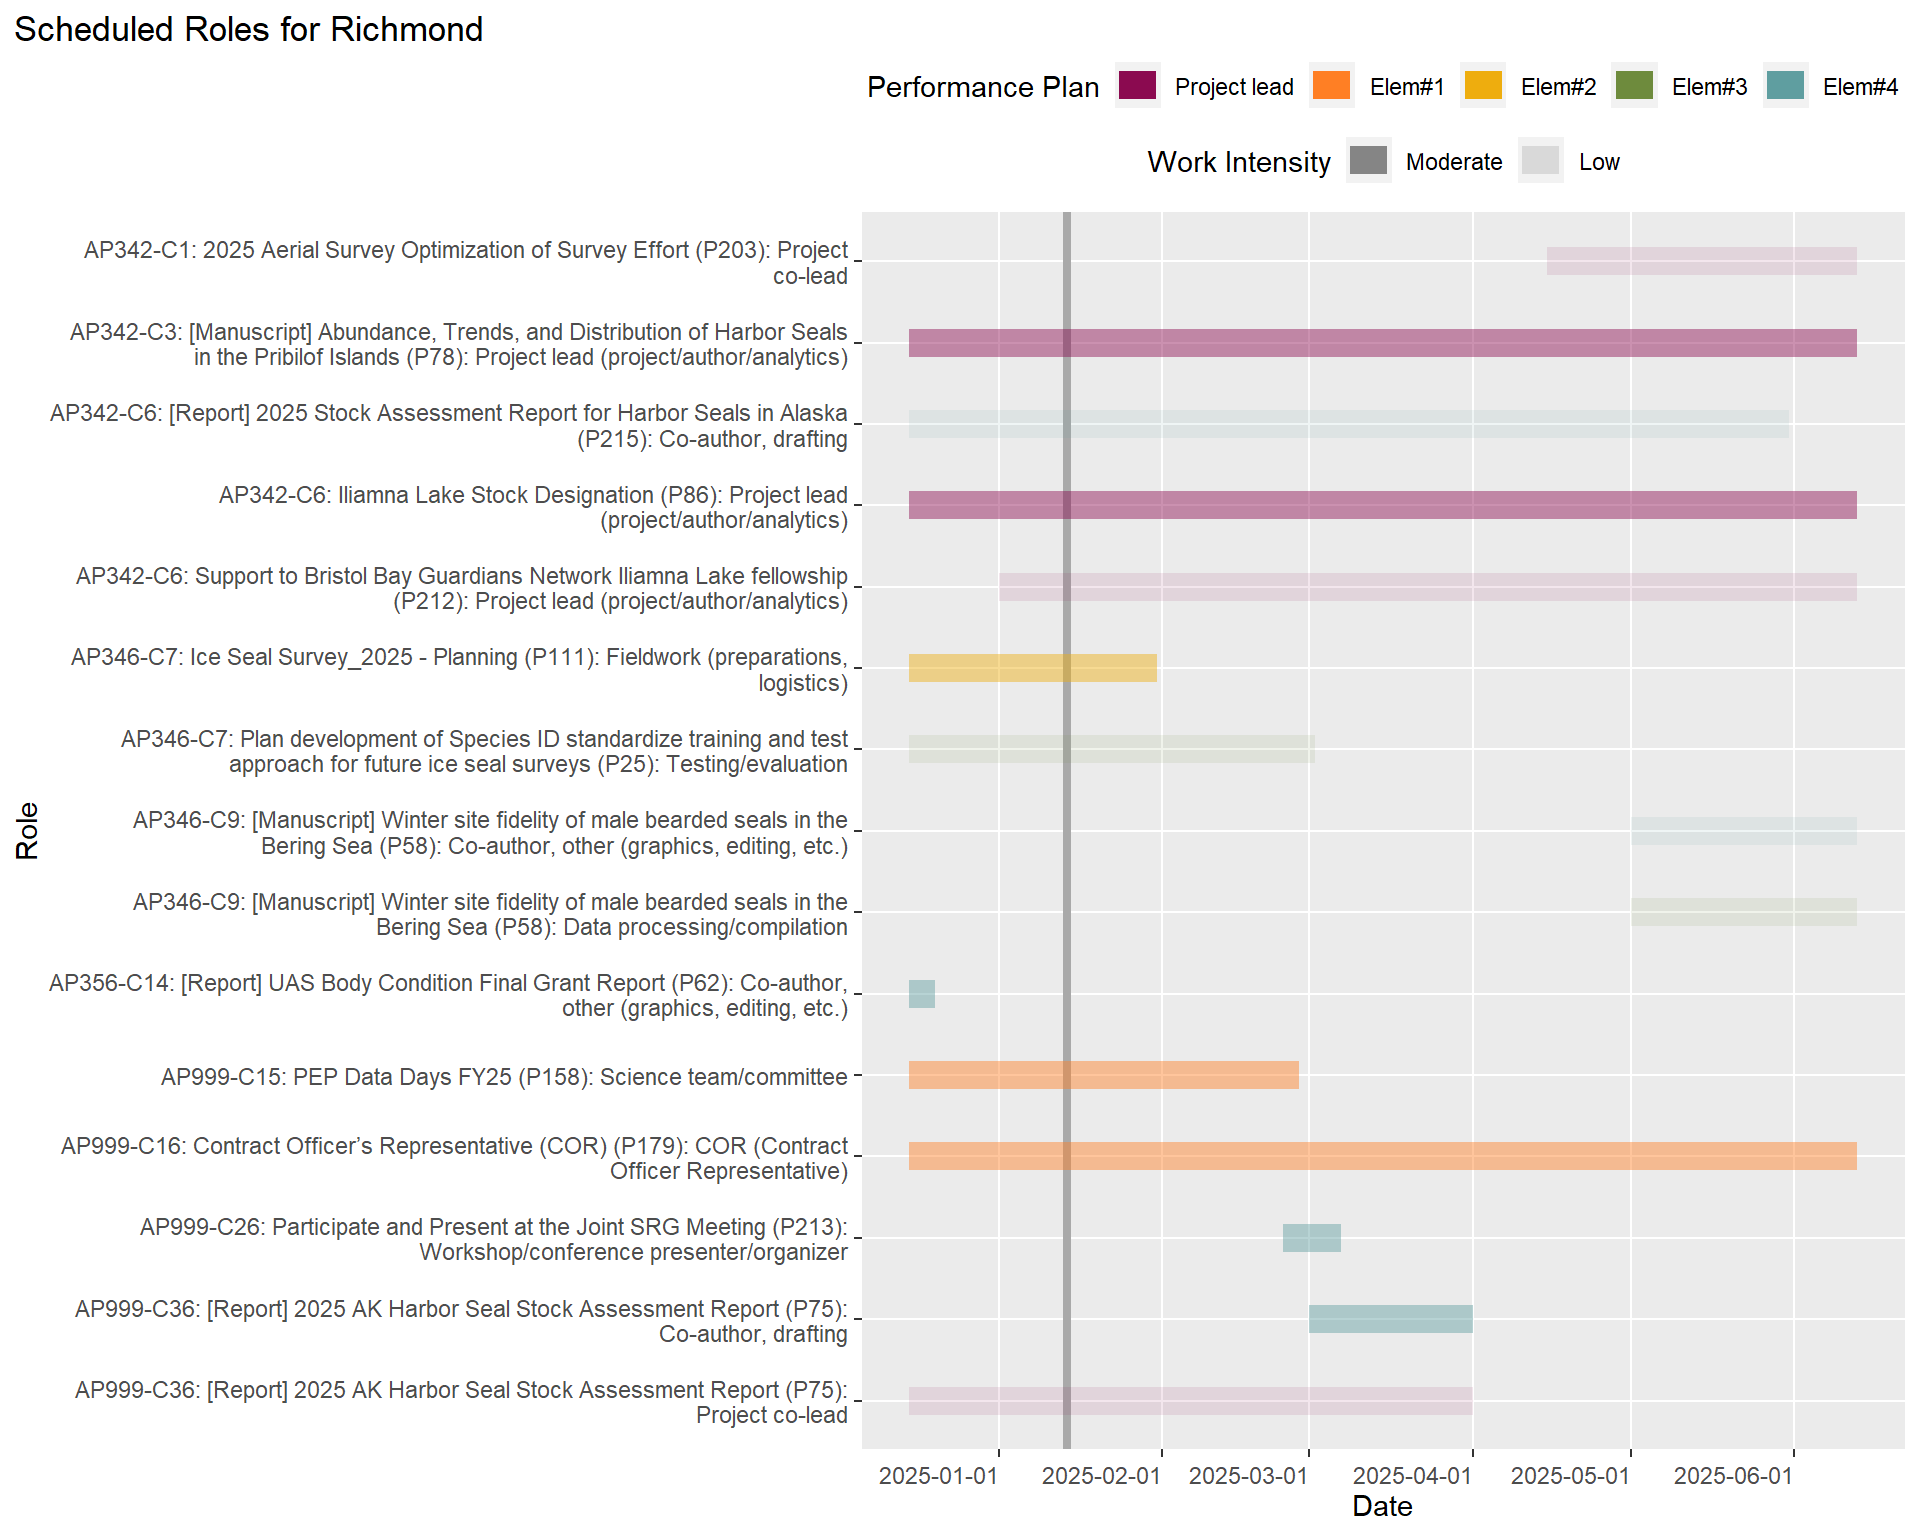 Scheduled Roles for Richmond
Performance Plan Project lead Elem#1 Elem#2 Elem#3 Elem#4
Work Intensity Moderate Low
AP342-C1: 2025 Aerial Survey Optimization of Survey Effort (P203): Project
co-lead
AP342-C3: [Manuscript] Abundance, Trends, and Distribution of Harbor Seals
in the Pribilof Islands (P78): Project lead (project/author/analytics)
AP342-C6: [Report] 2025 Stock Assessment Report for Harbor Seals in Alaska
(P215): Co-author, drafting
AP342-C6: Iliamna Lake Stock Designation (P86): Project lead
(project/author/analytics)
AP342-C6: Support to Bristol Bay Guardians Network Iliamna Lake fellowship
(P212): Project lead (project/author/analytics)
AP346-C7: Ice Seal Survey_2025 - Planning (P111): Fieldwork (preparations,
logistics)
AP346-C7: Plan development of Species ID standardize training and test
approach for future ice seal surveys (P25): Testing/evaluation
AP346-C9: [Manuscript] Winter site fidelity of male bearded seals in the
Bering Sea (P58): Co-author, other (graphics, editing, etc.)
AP346-C9: [Manuscript] Winter site fidelity of male bearded seals in the
Bering Sea (P58): Data processing/compilation
AP356-C14: [Report] UAS Body Condition Final Grant Report (P62): Co-author,
other (graphics, editing, etc.)
AP999-C15: PEP Data Days FY25 (P158): Science team/committee
AP999-C16: Contract Officer’s Representative (COR) (P179): COR (Contract
Officer Representative)
AP999-C26: Participate and Present at the Joint SRG Meeting (P213):
Workshop/conference presenter/organizer
AP999-C36: [Report] 2025 AK Harbor Seal Stock Assessment Report (P75):
Co-author, drafting
AP999-C36: [Report] 2025 AK Harbor Seal Stock Assessment Report (P75):
Project co-lead
Role
2025-01-01 2025-02-01 2025-03-01 2025-04-01 2025-05-01 2025-06-01
Date